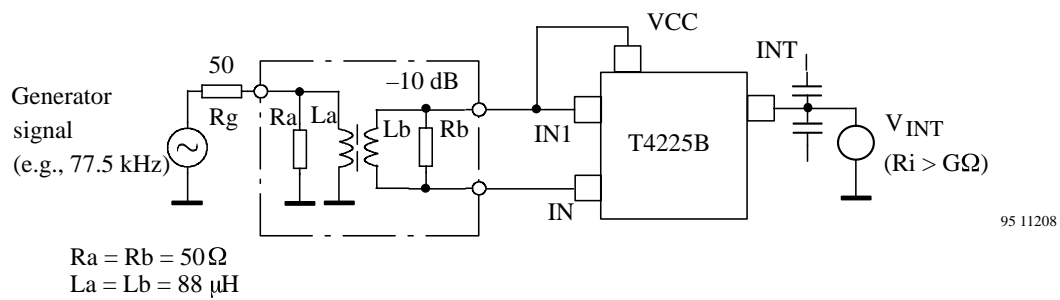 VCC
50
–10 dB
INT
Generator
signal
(e.g., 77.5 kHz)
Rg
Ra
La
Lb
Rb
IN1
T4225B
VINT
(Ri > GΩ)
IN
95 11208
Ra = Rb = 50 Ω
La = Lb = 88 μH